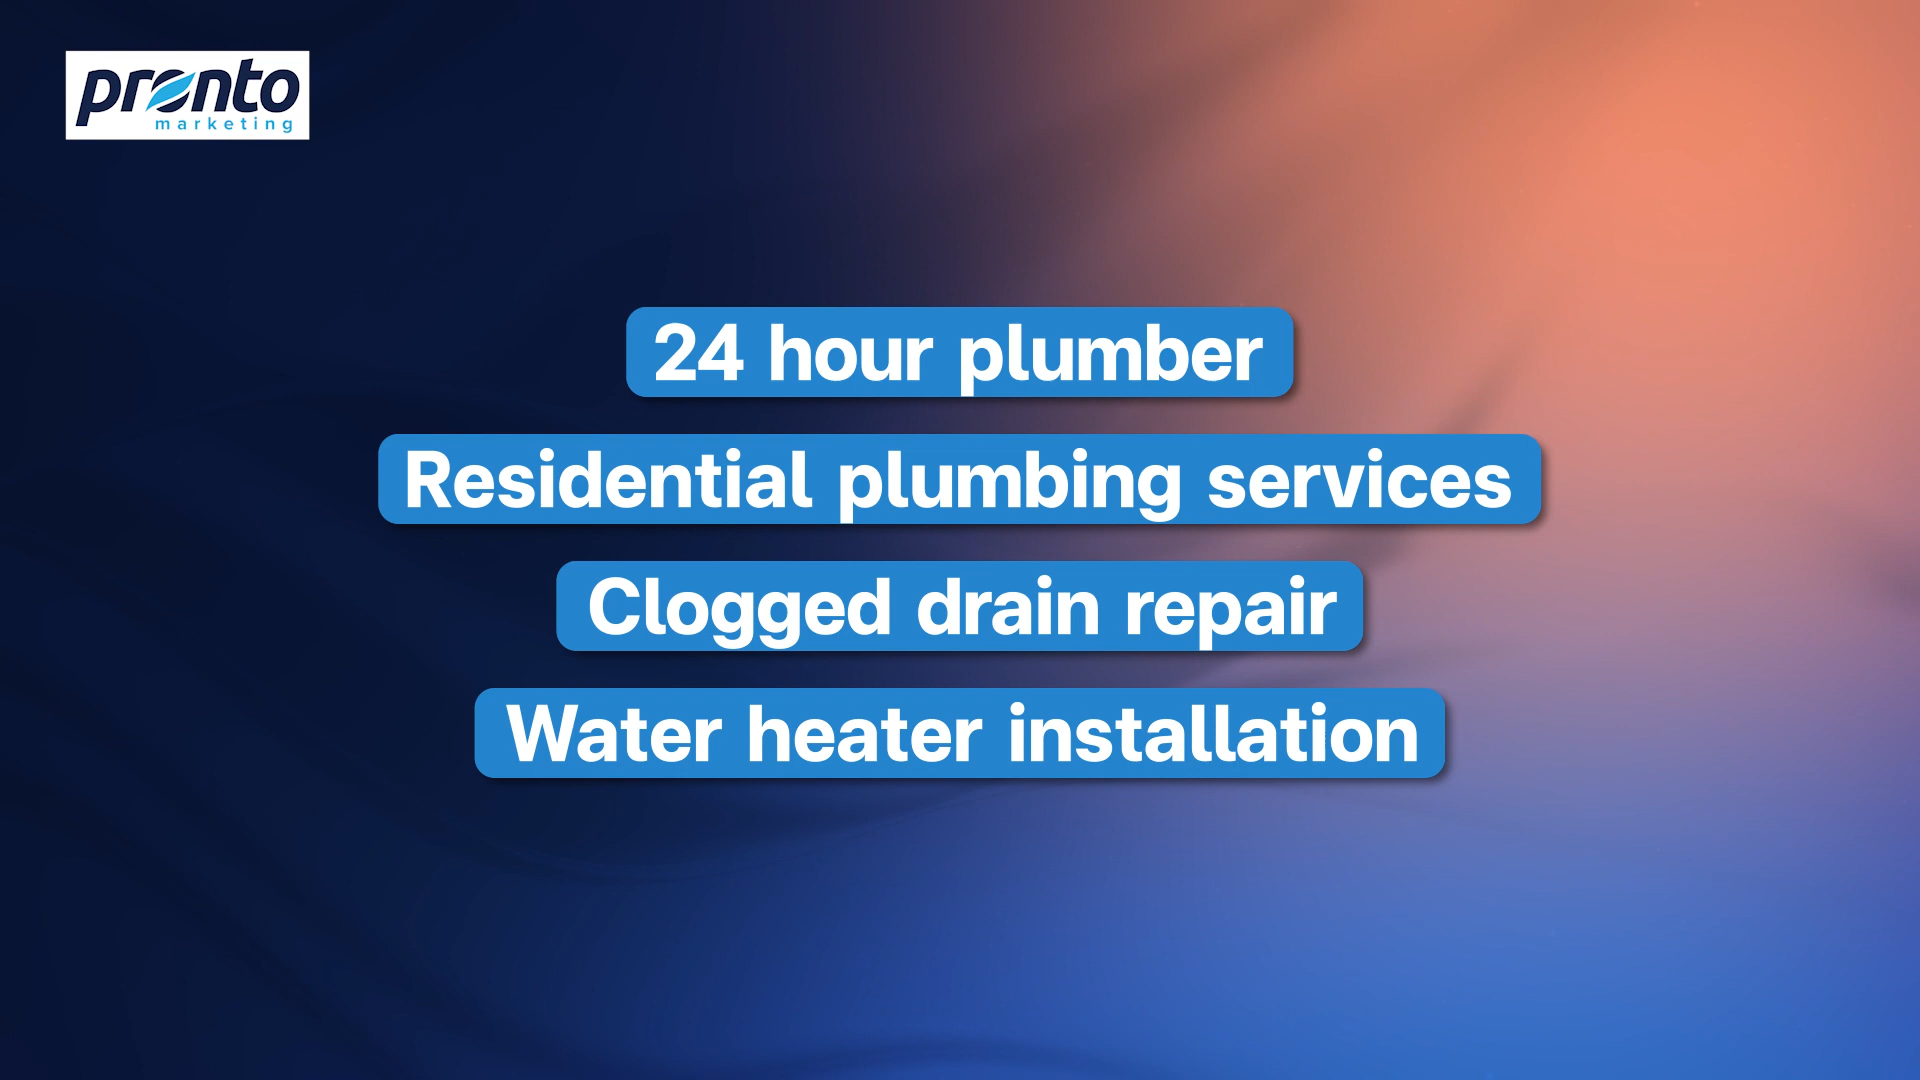 pronto
marketing
24 hour plumber
Residential plumbing services
Clogged drain repair
Water heater installation